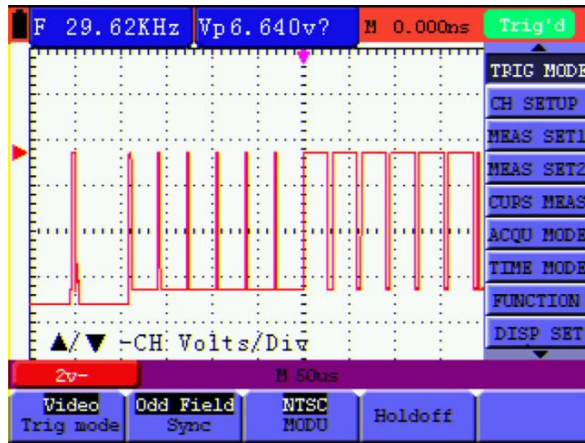 F 29.62KHz Vp6.640v? M 0.000ns Trig'd
TRIG MODE
CH SETUP
MEAS SET1
MEAS SET2
CURS MEAS
ACQU MODE
TIME MODE
FUNCTION
DISP SET
▲/▼ -CH: Volts/Div
2v- M 50us
Video Odd Field NTSC Holdoff
Trig mode Sync MODU